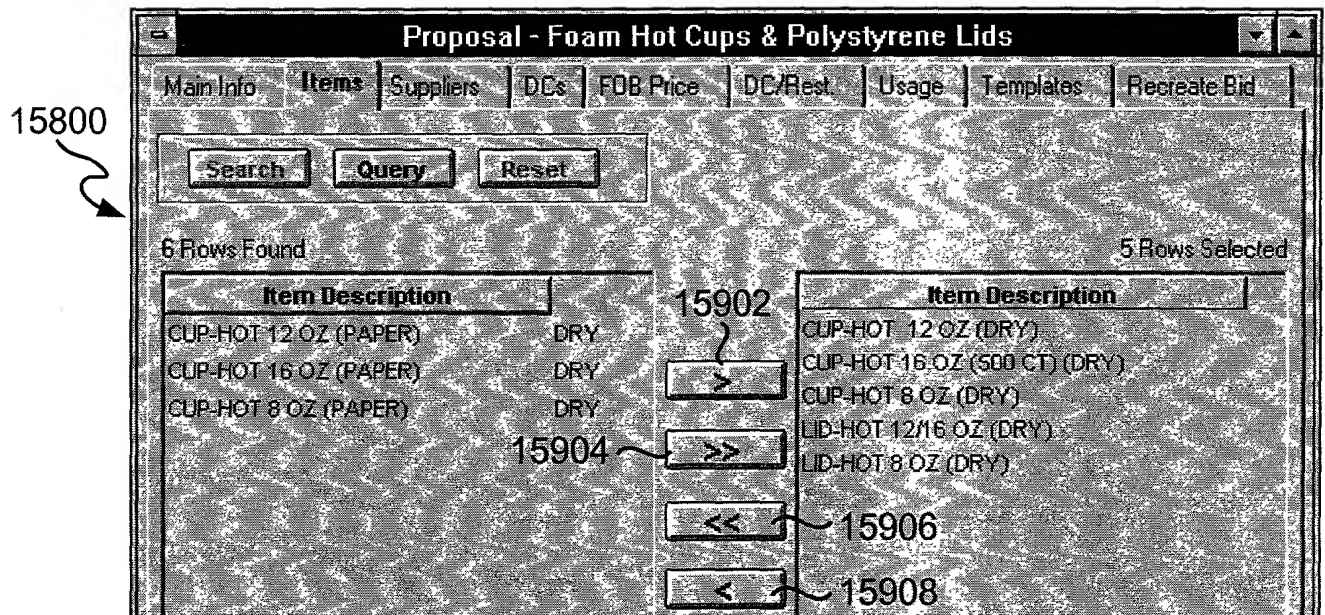 Proposal - Foam Hot Cups & Polystyrene Lids
Main Info Items Suppliers DCs FOB Price DC/Rest. Usage Templates Recreate Bid
15800
Search Query Reset
6 Rows Found
5 Rows Selected
Item Description
CUP-HOT 12 OZ (PAPER) DRY
CUP-HOT 16 OZ (PAPER) DRY
CUP-HOT 8 OZ (PAPER) DRY
15902
>
15904
>>
<<
15906
<
15908
Item Description
CUP-HOT 12 OZ (DRY)
CUP-HOT 16 OZ (500 CT) (DRY)
CUP-HOT 8 OZ (DRY)
LID-HOT 12/16 OZ (DRY)
LID-HOT 8 OZ (DRY)